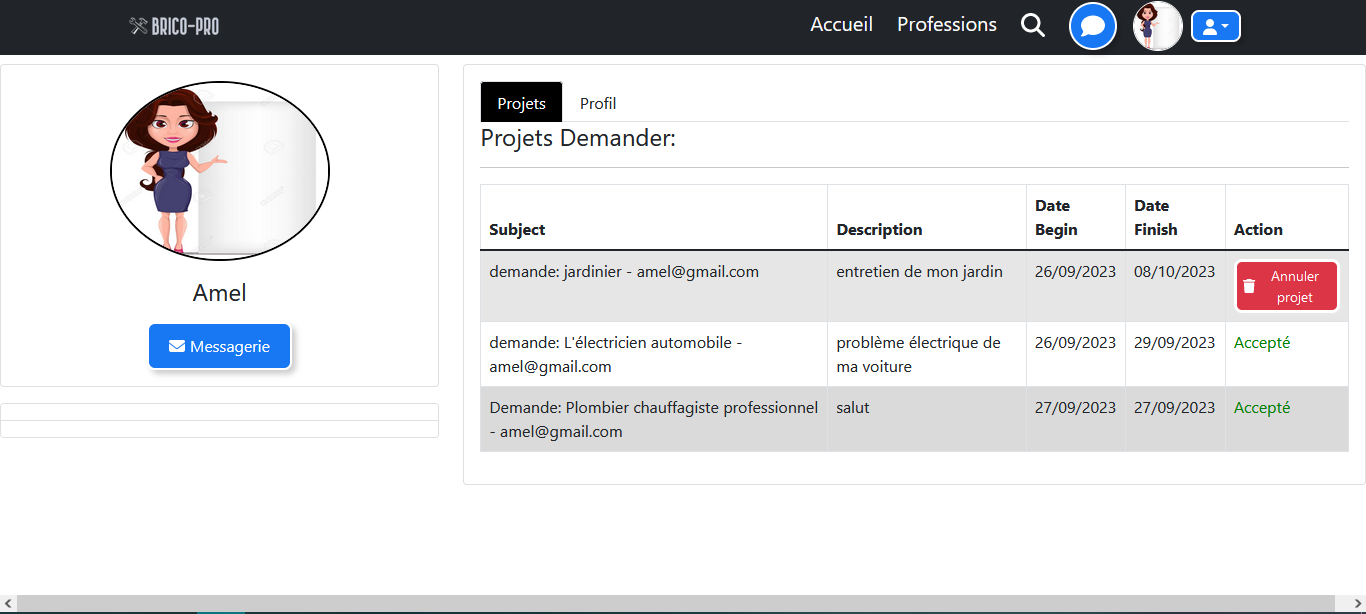 BRICO-PRO
Accueil
Professions
Projets
Profil
Projets Demander:
Amel
Messagerie
Subject
Description
Date
Begin
Date
Finish
Action
demande: jardinier - amel@gmail.com
entretien de mon jardin
26/09/2023
08/10/2023
Annuler
projet
demande: L'électricien automobile -
amel@gmail.com
problème électrique de
ma voiture
26/09/2023
29/09/2023
Accepté
Demande: Plombier chauffagiste professionnel
- amel@gmail.com
salut
27/09/2023
27/09/2023
Accepté